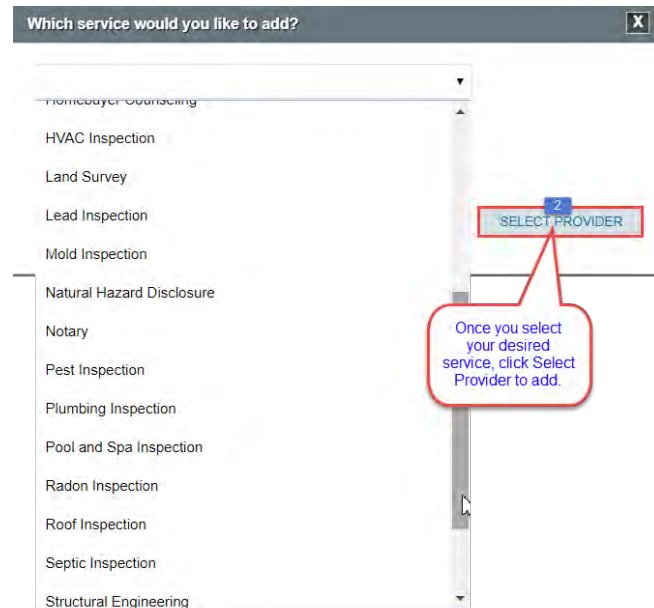 Which service would you like to add?
X
Homebuyer Counseling
HVAC Inspection
Land Survey
Lead Inspection
2
SELECT PROVIDER
Mold Inspection
Natural Hazard Disclosure
Notary
Once you select
your desired
service, click Select
Provider to add.
Pest Inspection
Plumbing Inspection
Pool and Spa Inspection
Radon Inspection
Roof Inspection
Septic Inspection
Structural Engineering